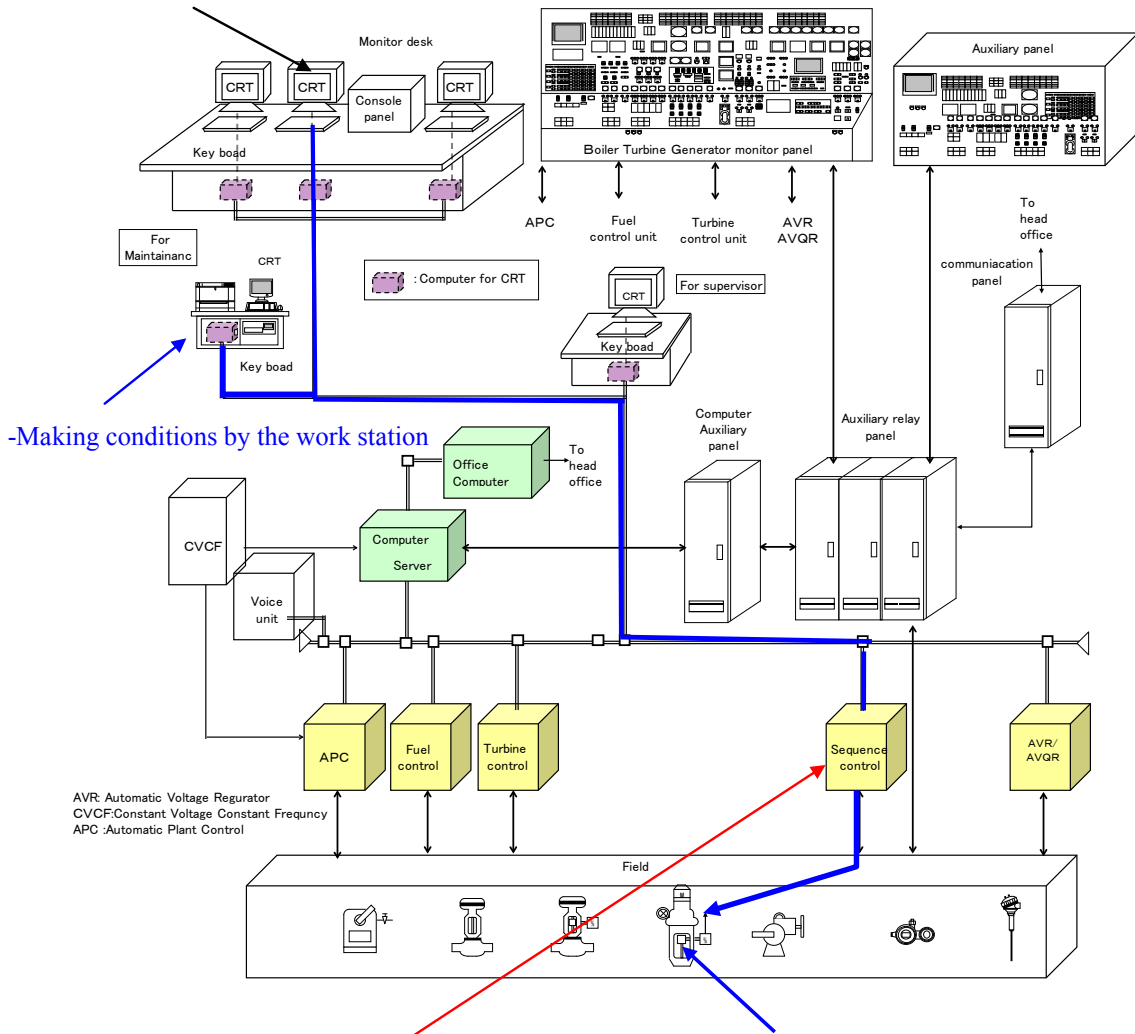 Monitor desk
CRT
CRT
CRT
Console
panel
Key boad
Key boad
Boiler Turbine Generator monitor panel
Auxiliary panel
APC
Fuel
control unit
Turbine
control unit
AVR
AVQR
To
head
office
communiacation
panel
For
Maintainanc
CRT
: Computer for CRT
CRT
For supervisor
Key boad
Key boad
-Making conditions by the work station
Computer
Auxiliary
panel
Auxiliary relay
panel
Office
Computer
To
head
office
CVCF
Computer
Server
Voice
unit
APC
Fuel
control
Turbine
control
Sequence
control
AVR/
AVQR
AVR: Automatic Voltage Regurator
CVCF:Constant Voltage Constant Frequncy
APC :Automatic Plant Control
Field
M